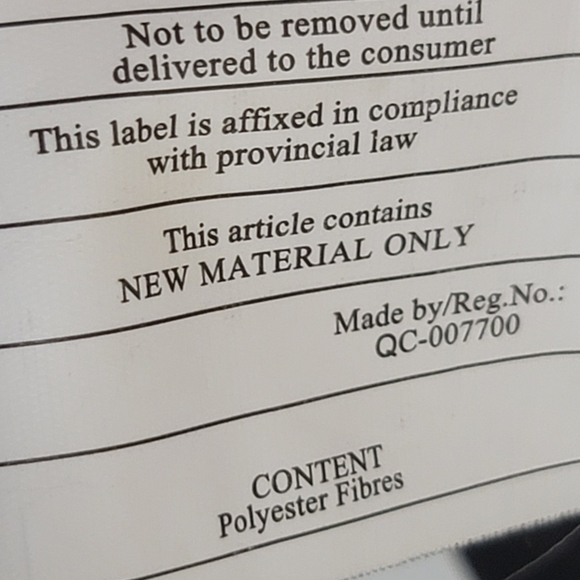 Not to be removed until
delivered to the consumer
This label is affixed in compliance
with provincial law
This article contains
NEW MATERIAL ONLY
Made by/Reg.No.:
QC-007700
CONTENT
Polyester Fibres